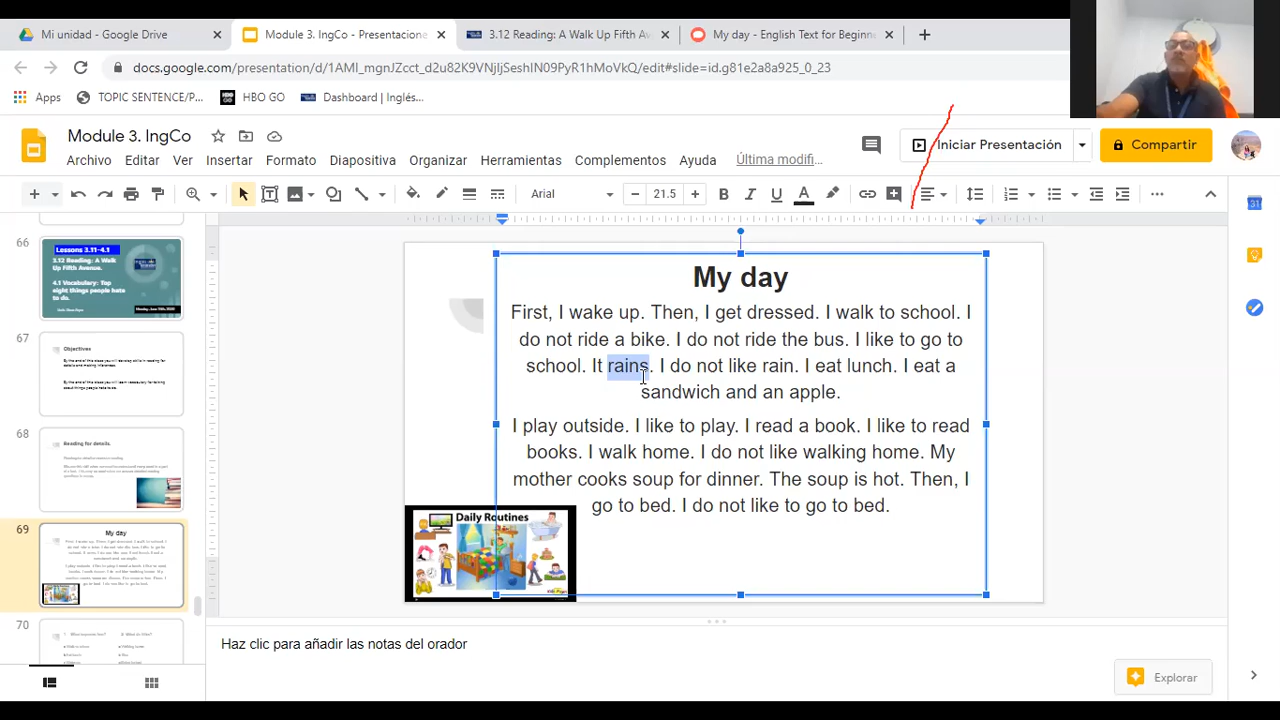 Mi unidad - Google Drive
Module 3. IngCo - Presentacione
3.12 Reading: A Walk Up Fifth Av
My day - English Text for Beginn
docs.google.com/presentation/d/1AMl_mgnJZcct_d2u82K9VNjIjSeshIN09PyR1hMoVkQ/edit#slide=id.g81e2a8a925_0_23
Apps
TOPIC SENTENCE/P...
HBO GO
Dashboard | Inglés...
Module 3. IngCo
Iniciar Presentación
Compartir
Archivo Editar Ver Insertar Formato Diapositiva Organizar Herramientas Complementos Ayuda Última modifi...
Arial
21.5
66
Lessons 3.11-4.1
3.12 Reading: A Walk
Up Fifth Avenue.
4.1 Vocabulary: Top
eight things people hate
to do.
67
Objectives
68
Reading for details.
69
My day
70
My day
First, I wake up. Then, I get dressed. I walk to school. I
do not ride a bike. I do not ride the bus. I like to go to
school. It rains. I do not like rain. I eat lunch. I eat a
sandwich and an apple.
I play outside. I like to play. I read a book. I like to read
books. I walk home. I do not like walking home. My
mother cooks soup for dinner. The soup is hot. Then, I
go to bed. I do not like to go to bed.
Daily Routines
Haz clic para añadir las notas del orador
Explorar